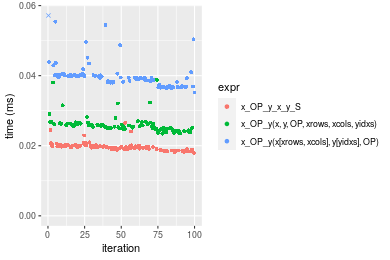 0.06
0.04
0.02
0.00
time (ms)
0
25
50
75
100
iteration
expr
x_OP_y_x_y_S
x_OP_y(x, y, OP, xrows, xcols, yidxs)
x_OP_y(x[xrows, xcols], y[yidxs], OP)